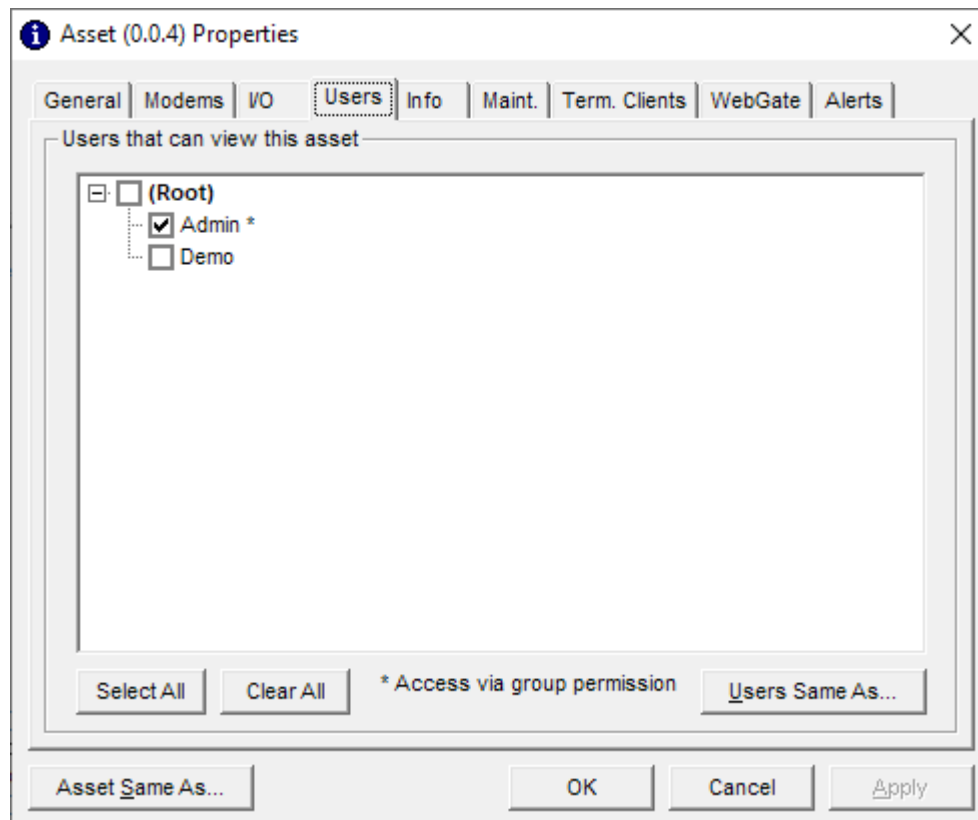 Asset (0.0.4) Properties
General Modems I/O Users Info Maint. Term. Clients WebGate Alerts
Users that can view this asset
(Root)
Admin *
Demo
Select All Clear All * Access via group permission Users Same As...
Asset Same As... OK Cancel Apply